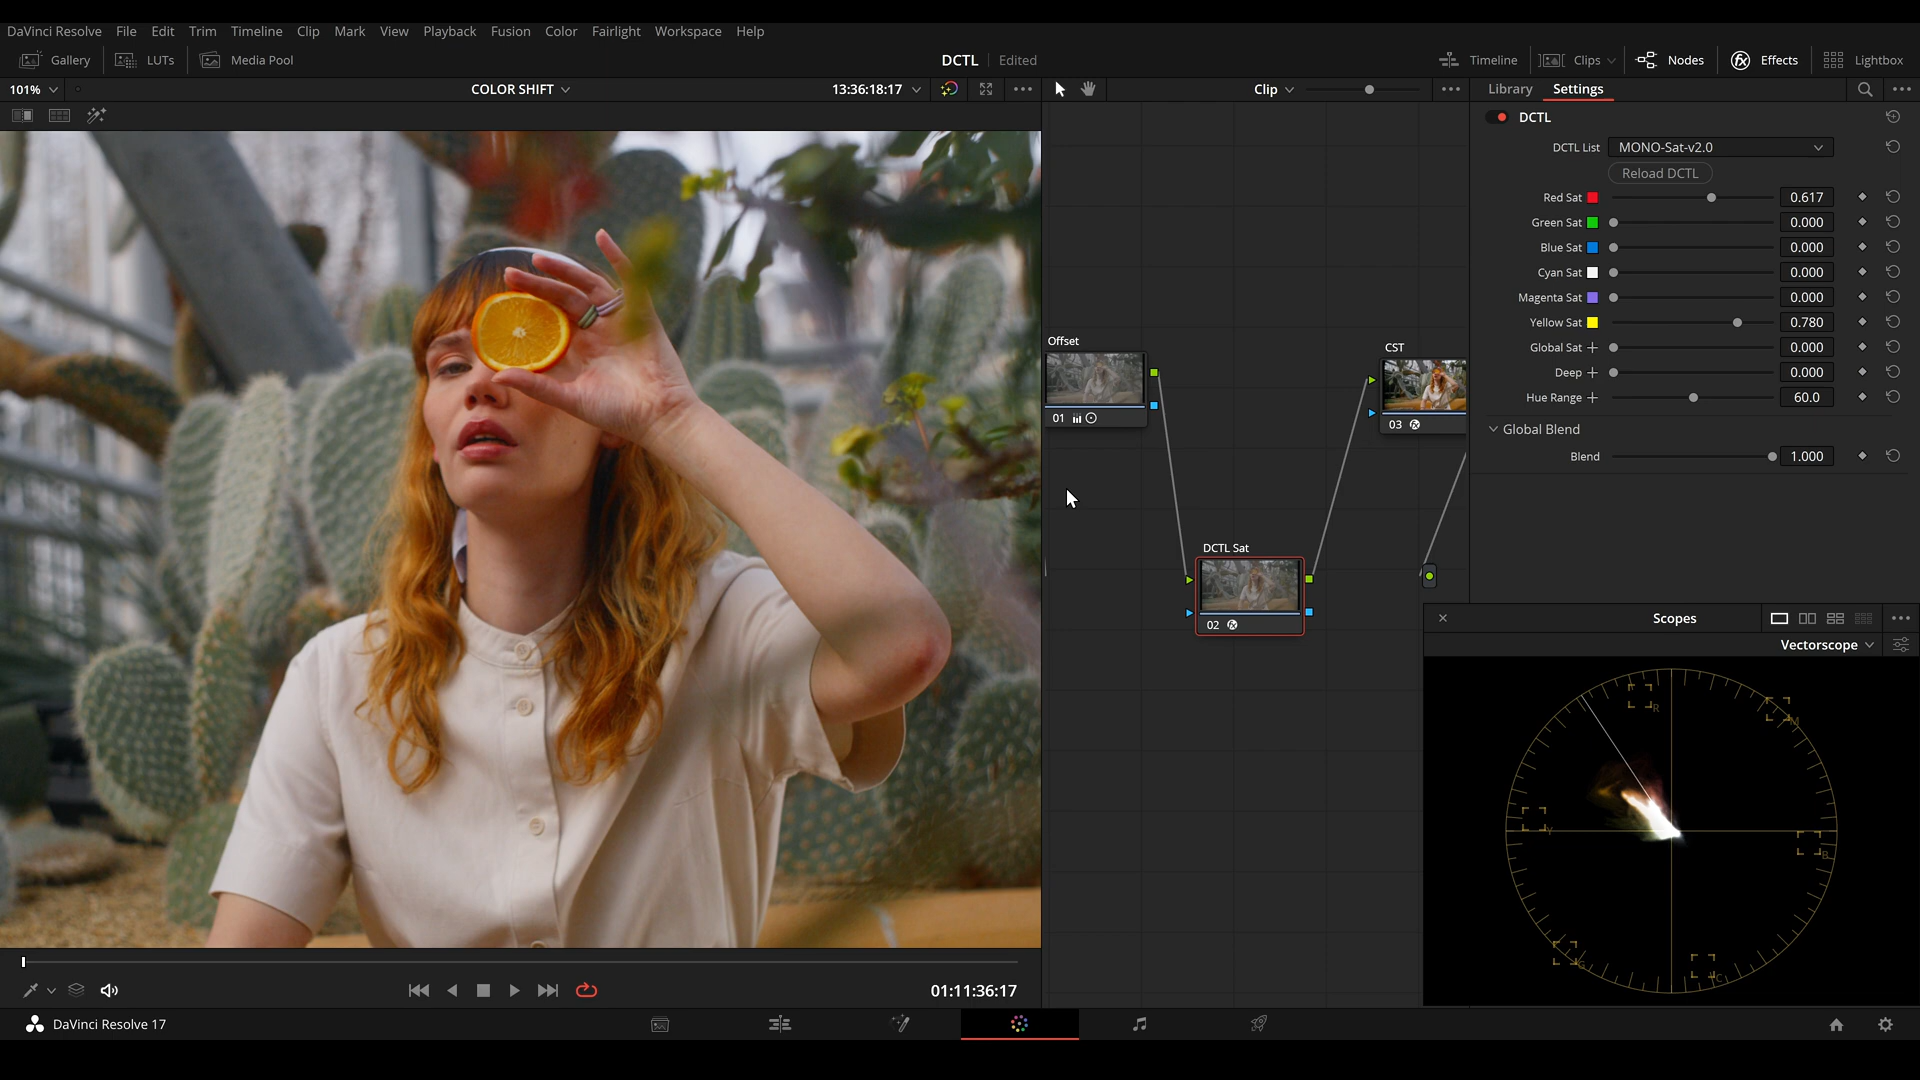 DaVinci Resolve File Edit Trim Timeline Clip Mark View Playback Fusion Color Fairlight Workspace Help
Gallery LUTs Media Pool DCTL Edited Timeline Clips Nodes Effects Lightbox
101% COLOR SHIFT 13:36:18:17 Clip Library Settings
DCTL
DCTL List MONO-Sat-v2.0
Reload DCTL
Red Sat 0.617
Green Sat 0.000
Blue Sat 0.000
Cyan Sat 0.000
Magenta Sat 0.000
Yellow Sat 0.780
Global Sat 0.000
Deep 0.000
Hue Range 60.0
Global Blend
Blend 1.000
Offset
01
CST
03
DCTL Sat
02
Scopes
Vectorscope
R
M
Y
B
G
C
01:11:36:17
DaVinci Resolve 17